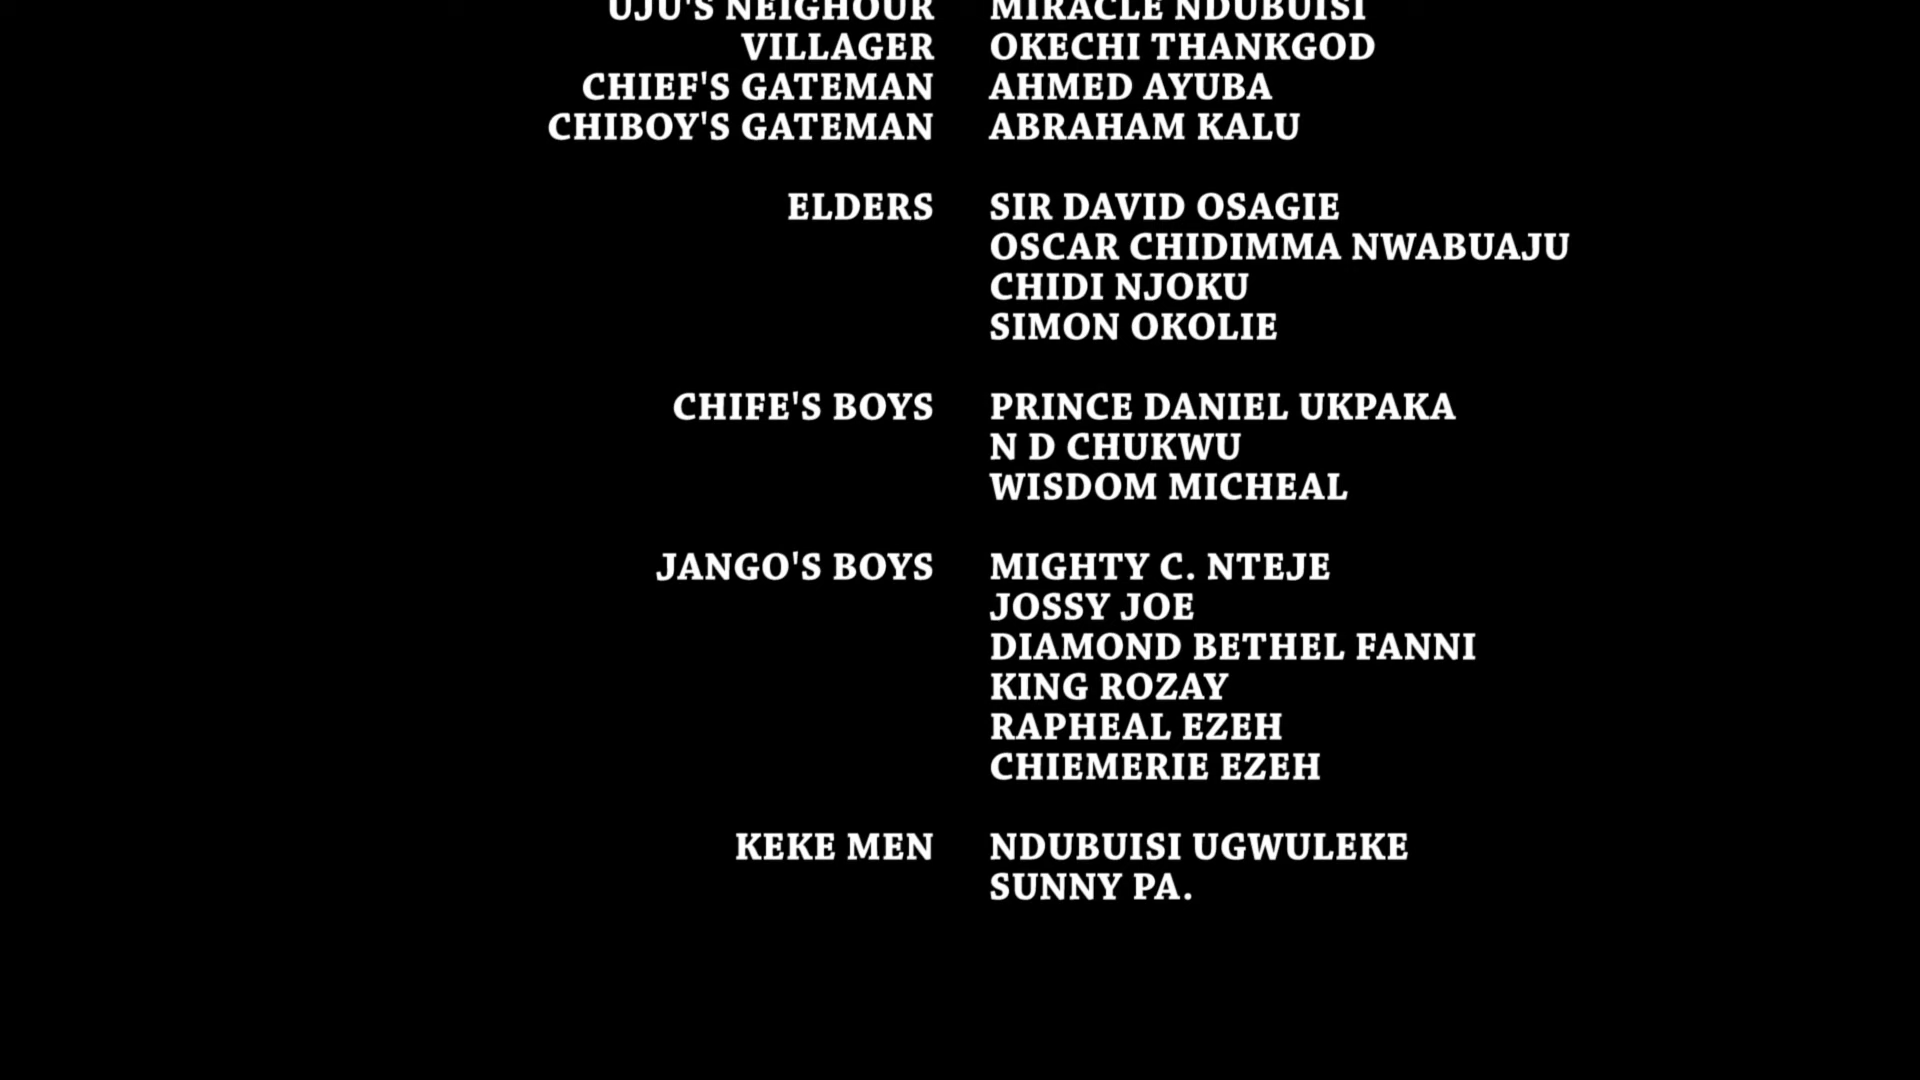 UJU'S NEIGHOUR MIRACLE NDUBUISI
VILLAGER OKECHI THANKGOD
CHIEF'S GATEMAN AHMED AYUBA
CHIBOY'S GATEMAN ABRAHAM KALU
ELDERS SIR DAVID OSAGIE
OSCAR CHIDIMMA NWABUAJU
CHIDI NJOKU
SIMON OKOLIE
CHIFE'S BOYS PRINCE DANIEL UKPAKA
N D CHUKWU
WISDOM MICHEAL
JANGO'S BOYS MIGHTY C. NTEJE
JOSSY JOE
DIAMOND BETHEL FANNI
KING ROZAY
RAPHEAL EZEH
CHIEMERIE EZEH
KEKE MEN NDUBUISI UGWULEKE
SUNNY PA.